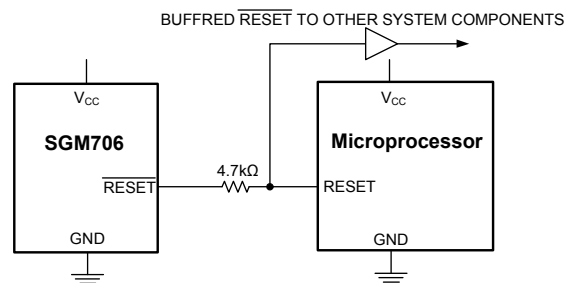 BUFFRED RESET TO OTHER SYSTEM COMPONENTS
VCC
SGM706
RESET
GND
4.7kΩ
VCC
Microprocessor
RESET
GND